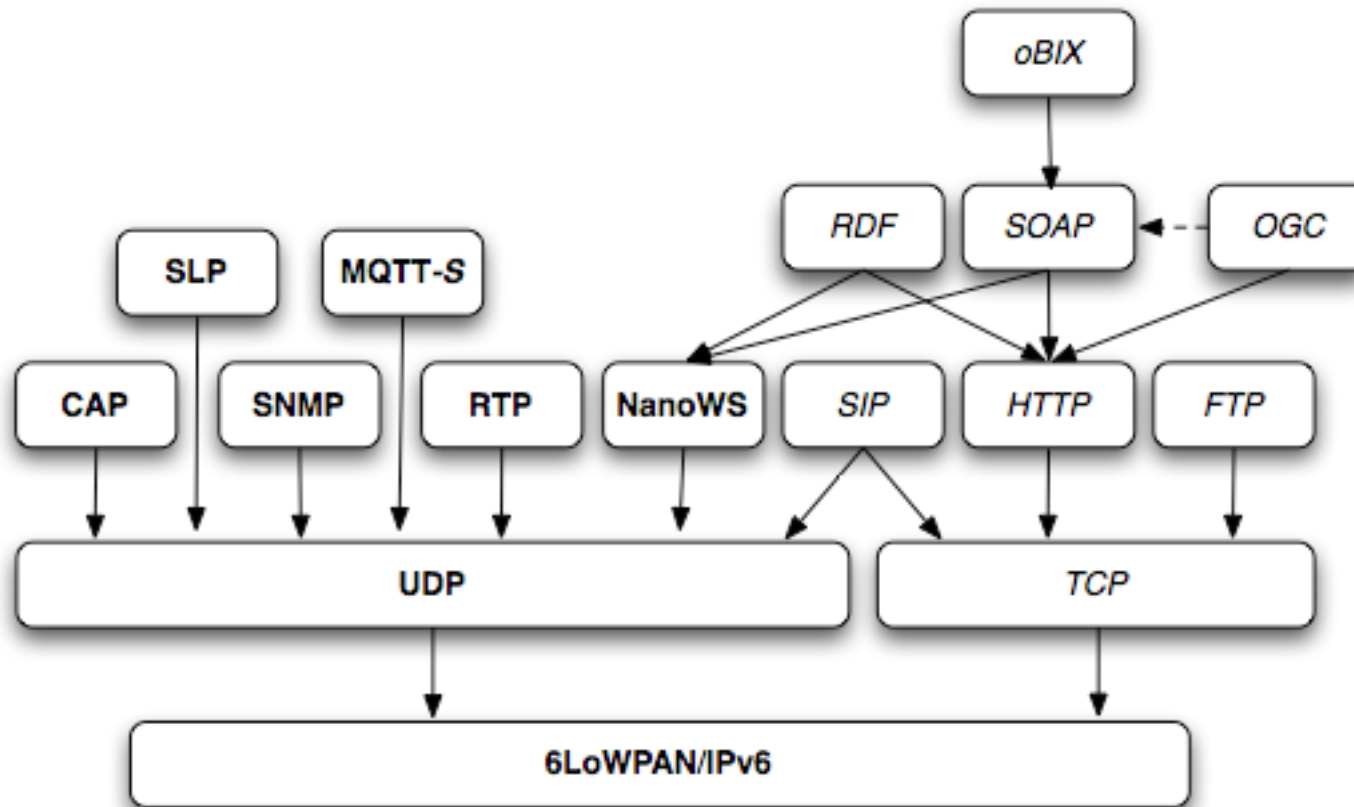 oBIX
RDF
SOAP
OGC
SLP
MQTT-S
CAP
SNMP
RTP
NanoWS
SIP
HTTP
FTP
UDP
TCP
6LoWPAN/IPv6